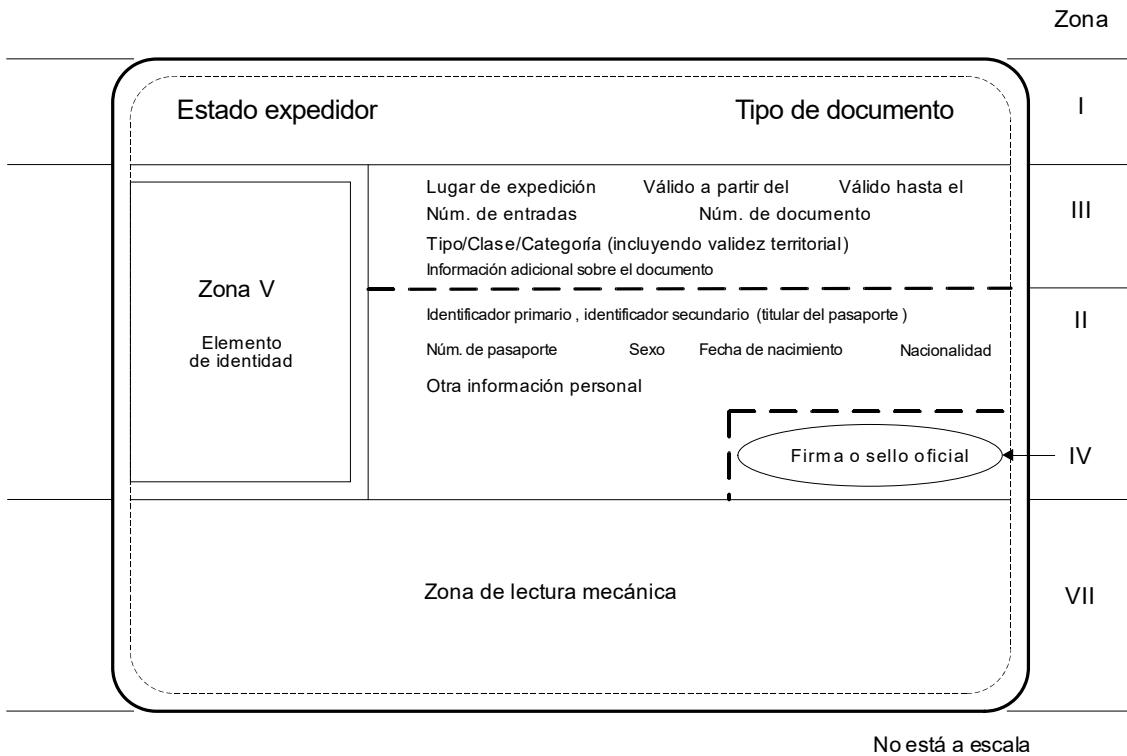 Zona
Estado expedidor Tipo de documento I
Lugar de expedición Válido a partir del Válido hasta el
Núm. de entradas Núm. de documento III
Tipo/Clase/Categoría (incluyendo validez territorial)
Información adicional sobre el documento
Zona V
Elemento
de identidad
Identificador primario , identificador secundario (titular del pasaporte ) II
Núm. de pasaporte Sexo Fecha de nacimiento Nacionalidad
Otra información personal
Firma o sello oficial IV
Zona de lectura mecánica VII
No está a escala